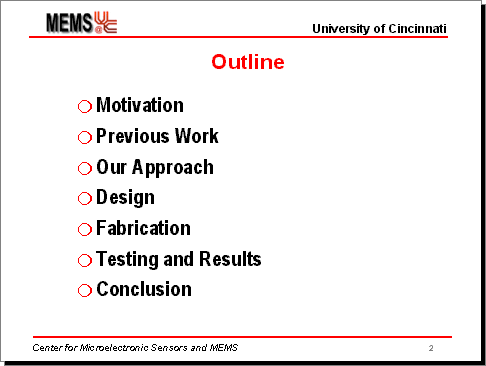 MEMS UC@
University of Cincinnati
Outline
Motivation
Previous Work
Our Approach
Design
Fabrication
Testing and Results
Conclusion
Center for Microelectronic Sensors and MEMS
2